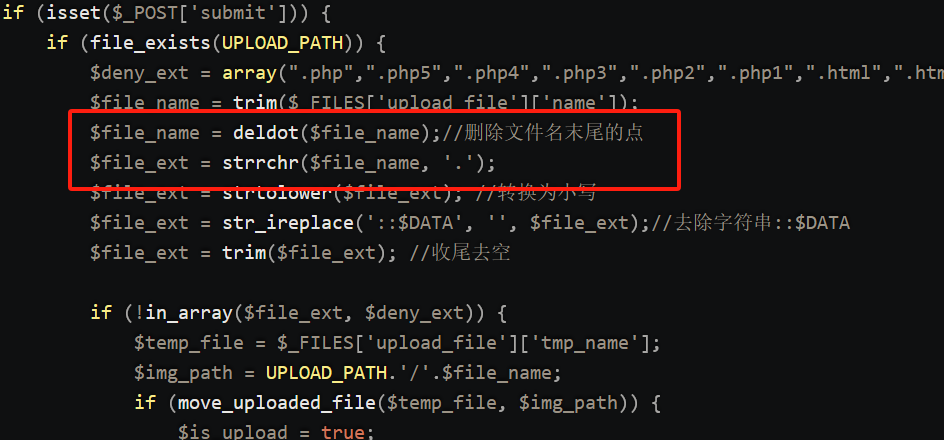 if (isset($_POST['submit'])) {
if (file_exists(UPLOAD_PATH)) {
$deny_ext = array(".php",".php5",".php4",".php3",".php2",".php1",".html",".htm
$file_name = trim($_FILES['upload_file']['name']);
$file_name = deldot($file_name);//删除文件名末尾的点
$file_ext = strrchr($file_name, '.');
$file_ext = strtolower($file_ext); //转换为小写
$file_ext = str_ireplace('::$DATA', '', $file_ext);//去除字符串::$DATA
$file_ext = trim($file_ext); //收尾去空
if (!in_array($file_ext, $deny_ext)) {
$temp_file = $_FILES['upload_file']['tmp_name'];
$img_path = UPLOAD_PATH.'/'.$file_name;
if (move_uploaded_file($temp_file, $img_path)) {
$is_upload = true;